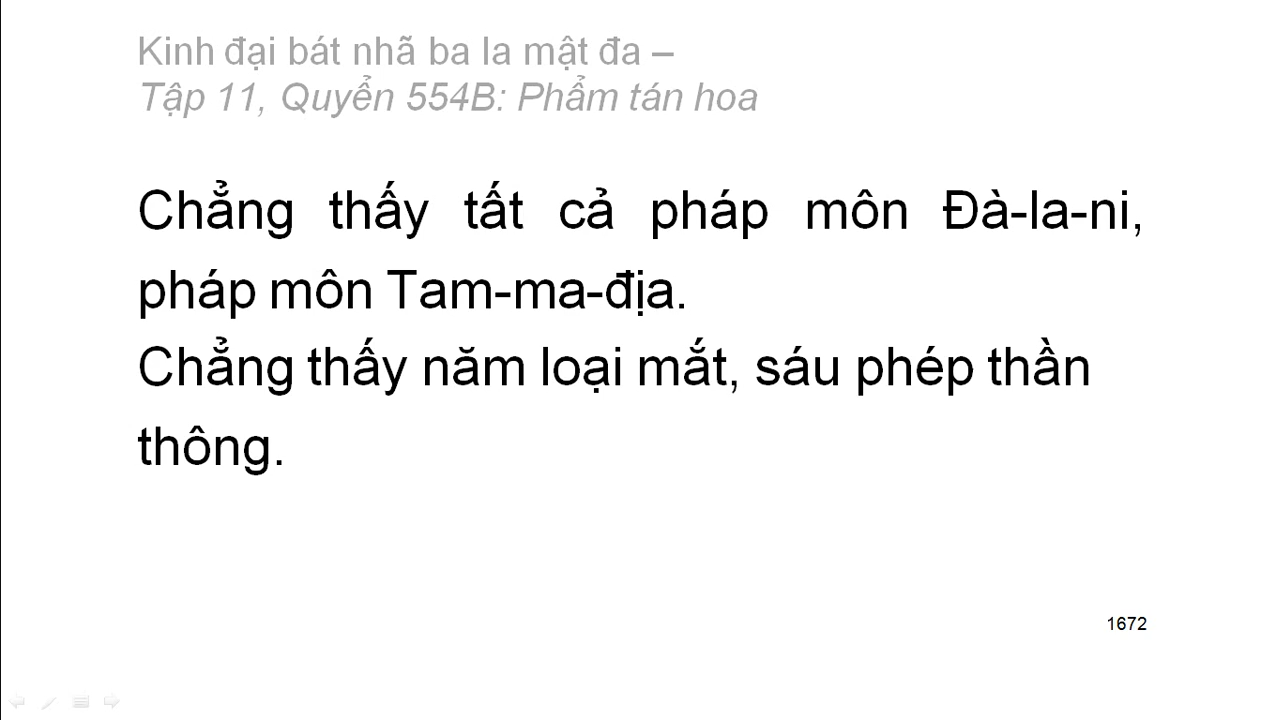 Kinh đại bát nhã ba la mật đa –
Tập 11, Quyển 554B: Phẩm tán hoa
Chẳng thấy tất cả pháp môn Đà-la-ni,
pháp môn Tam-ma-địa.
Chẳng thấy năm loại mắt, sáu phép thần
thông.
1672